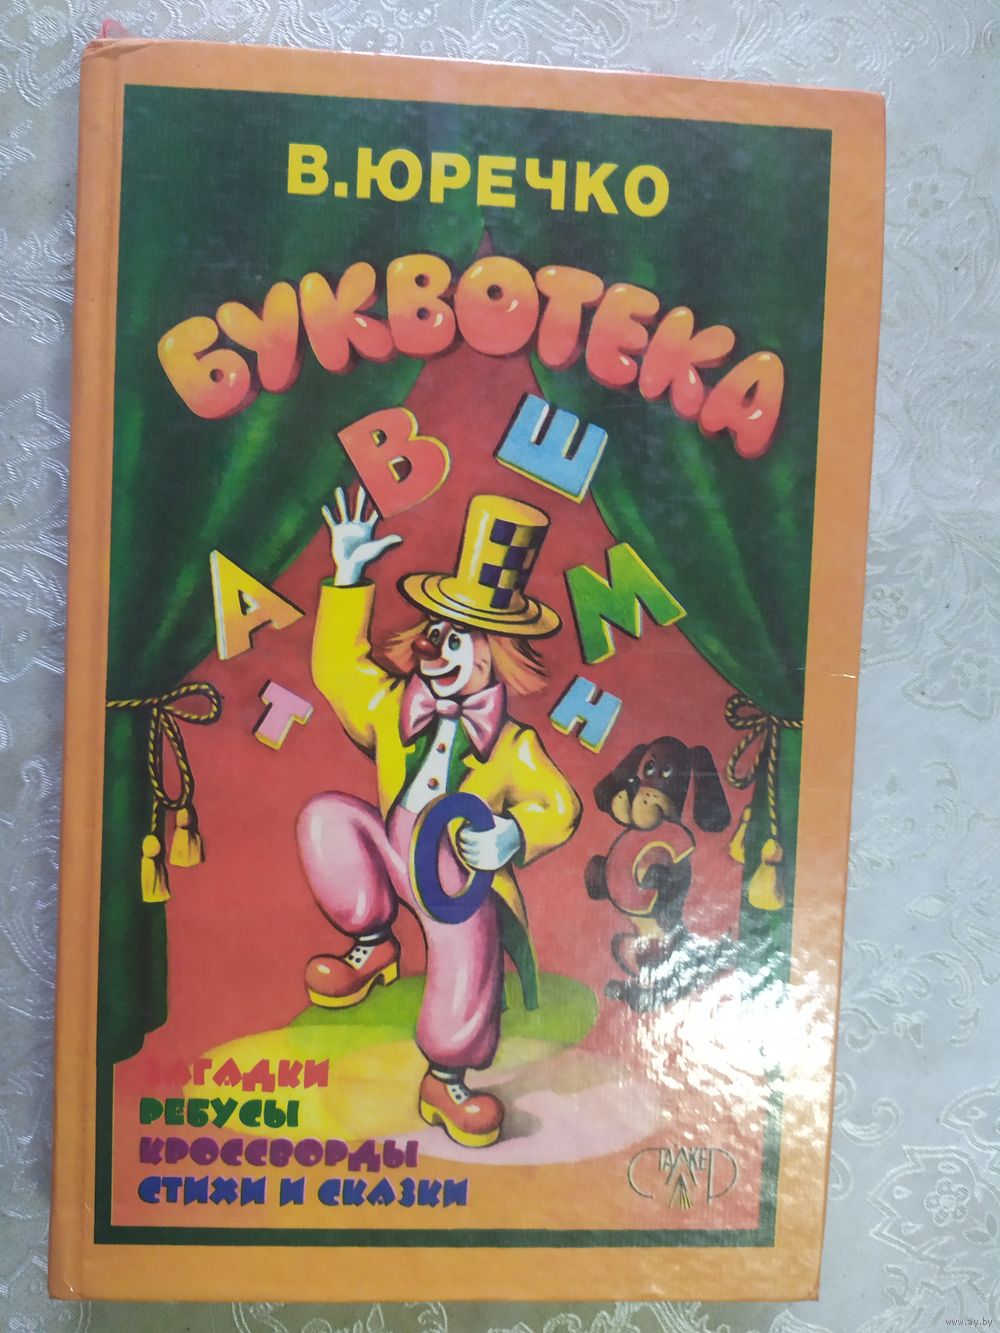 В.ЮРЕЧКО
БУКВОТЕКА
В Ш
А М
Т Н
О С
ЗАГАДКИ
РЕБУСЫ
КРОССВОРДЫ
СТИХИ И СКАЗКИ
СТАЛКЕР
www.ay.by